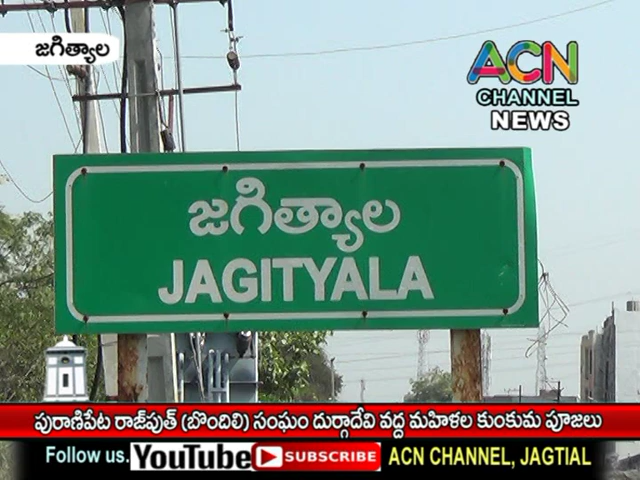 జగిత్యాల
ACN
CHANNEL
NEWS
జగిత్యాల
JAGITYALA
పురాణిపేట రాజ్‌పుత్ (బొందిలి) సంఘం దుర్గాదేవి వద్ద మహిళల కుంకుమ పూజలు
Follow us. YouTube SUBSCRIBE ACN CHANNEL, JAGTIAL